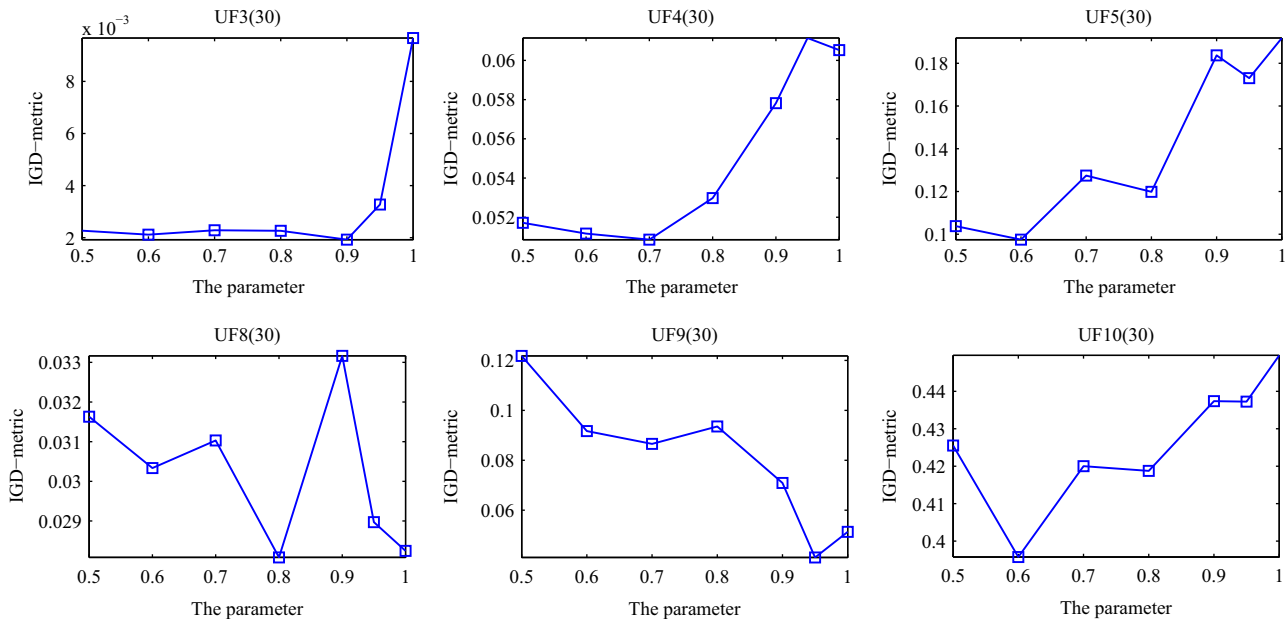 UF3(30)
x 10⁻³
8
6
4
2
IGD−metric
0.5 0.6 0.7 0.8 0.9 1
The parameter
UF4(30)
0.06
0.058
0.056
0.054
0.052
IGD−metric
0.5 0.6 0.7 0.8 0.9 1
The parameter
UF5(30)
0.18
0.16
0.14
0.12
0.1
IGD−metric
0.5 0.6 0.7 0.8 0.9 1
The parameter
UF8(30)
0.033
0.032
0.031
0.03
0.029
IGD−metric
0.5 0.6 0.7 0.8 0.9 1
The parameter
UF9(30)
0.12
0.1
0.08
0.06
IGD−metric
0.5 0.6 0.7 0.8 0.9 1
The parameter
UF10(30)
0.44
0.43
0.42
0.41
0.4
IGD−metric
0.5 0.6 0.7 0.8 0.9 1
The parameter